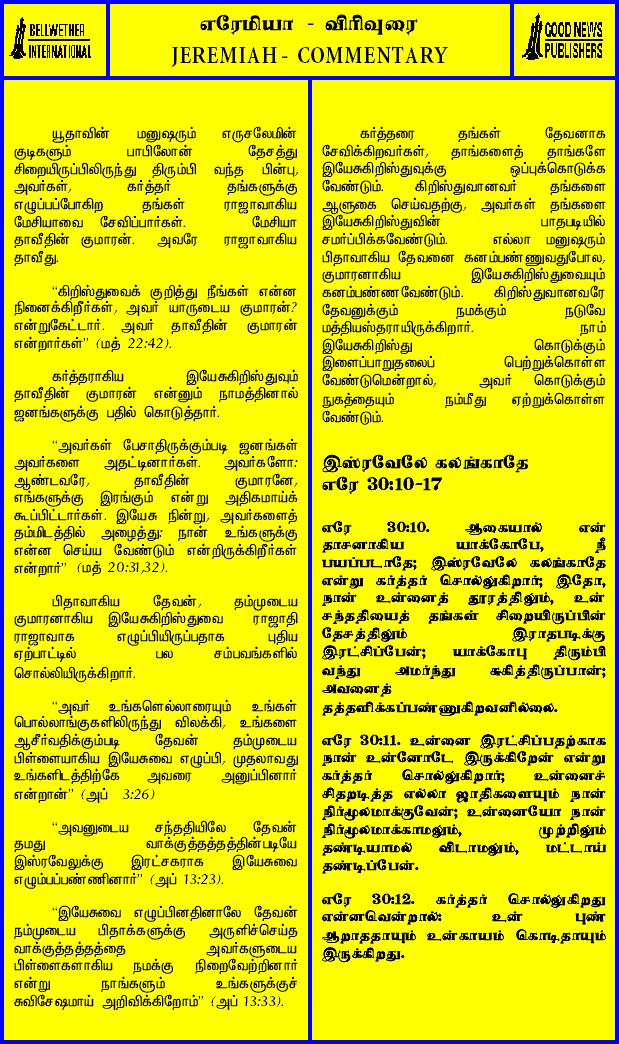 BELLWETHER
INTERNATIONAL
எரேமியா - விரிவுரை
JEREMIAH - COMMENTARY
GOOD NEWS
PUBLISHERS
யூதாவின் மனுஷரும் எருசலேமின்
குடிகளும் பாபிலோன் தேசத்து
சிறையிருப்பிலிருந்து திரும்பி வந்த பின்பு,
அவர்கள், கர்த்தர் தங்களுக்கு
எழுப்பப்போகிற தங்கள் ராஜாவாகிய
மேசியாவை சேவிப்பார்கள். மேசியா
தாவீதின் குமாரன். அவரே ராஜாவாகிய
தாவீது.
“கிறிஸ்துவைக் குறித்து நீங்கள் என்ன
நினைக்கிறீர்கள், அவர் யாருடைய குமாரன்?
என்றுகேட்டார். அவர் தாவீதின் குமாரன்
என்றார்கள்” (மத் 22:42).
கர்த்தராகிய இயேசுகிறிஸ்துவும்
தாவீதின் குமாரன் என்னும் நாமத்தினால்
ஜனங்களுக்கு பதில் கொடுத்தார்.
“அவர்கள் பேசாதிருக்கும்படி ஜனங்கள்
அவர்களை அதட்டினார்கள். அவர்களோ:
ஆண்டவரே, தாவீதின் குமாரனே,
எங்களுக்கு இரங்கும் என்று அதிகமாய்க்
கூப்பிட்டார்கள். இயேசு நின்று, அவர்களைத்
தம்மிடத்தில் அழைத்து: நான் உங்களுக்கு
என்ன செய்ய வேண்டும் என்றிருக்கிறீர்கள்
என்றார்” (மத் 20:31,32).
பிதாவாகிய தேவன், தம்முடைய
குமாரனாகிய இயேசுகிறிஸ்துவை ராஜாதி
ராஜாவாக எழுப்பியிருப்பதாக புதிய
ஏற்பாட்டில் பல சம்பவங்களில்
சொல்லியிருக்கிறார்.
“அவர் உங்களெல்லாரையும் உங்கள்
பொல்லாங்குகளிலிருந்து விலக்கி, உங்களை
ஆசீர்வதிக்கும்படி தேவன் தம்முடைய
பிள்ளையாகிய இயேசுவை எழுப்பி, முதலாவது
உங்களிடத்திற்கே அவரை அனுப்பினார்
என்றான்” (அப் 3:26)
“அவனுடைய சந்ததியிலே தேவன்
தமது வாக்குத்தத்தத்தின்படியே
இஸ்ரவேலுக்கு இரட்சகராக இயேசுவை
எழும்பப்பண்ணினார்” (அப் 13:23).
“இயேசுவை எழுப்பினதினாலே தேவன்
நம்முடைய பிதாக்களுக்கு அருளிச்செய்த
வாக்குத்தத்தத்தை அவர்களுடைய
பிள்ளைகளாகிய நமக்கு நிறைவேற்றினார்
என்று நாங்களும் உங்களுக்குச்
சுவிசேஷமாய் அறிவிக்கிறோம்” (அப் 13:33).
கர்த்தரை தங்கள் தேவனாக
சேவிக்கிறவர்கள், தாங்களைத் தாங்களே
இயேசுகிறிஸ்துவுக்கு ஒப்புக்கொடுக்க
வேண்டும். கிறிஸ்துவானவர் தங்களை
ஆளுகை செய்வதற்கு, அவர்கள் தங்களை
இயேசுகிறிஸ்துவின் பாதபடியில்
சமர்ப்பிக்கவேண்டும். எல்லா மனுஷரும்
பிதாவாகிய தேவனை கனம்பண்ணுவதுபோல,
குமாரனாகிய இயேசுகிறிஸ்துவையும்
கனம்பண்ணவேண்டும். கிறிஸ்துவானவரே
தேவனுக்கும் நமக்கும் நடுவே
மத்தியஸ்தராயிருக்கிறார். நாம்
இயேசுகிறிஸ்து கொடுக்கும்
இளைப்பாறுதலைப் பெற்றுக்கொள்ள
வேண்டுமென்றால், அவர் கொடுக்கும்
நுகத்தையும் நம்மீது ஏற்றுக்கொள்ள
வேண்டும்.
இஸ்ரவேலே கலங்காதே
எரே 30:10-17
எரே 30:10. ஆகையால் என்
தாசனாகிய யாக்கோபே, நீ
பயப்படாதே; இஸ்ரவேலே கலங்காதே
என்று கர்த்தர் சொல்லுகிறார்; இதோ,
நான் உன்னைத் தூரத்திலும், உன்
சந்ததியைத் தங்கள் சிறையிருப்பின்
தேசத்திலும் இராதபடிக்கு
இரட்சிப்பேன்; யாக்கோபு திரும்பி
வந்து அமர்ந்து சுகித்திருப்பான்;
அவனைத்
தத்தளிக்கப்பண்ணுகிறவனில்லை.
எரே 30:11. உன்னை இரட்சிப்பதற்காக
நான் உன்னோடே இருக்கிறேன் என்று
கர்த்தர் சொல்லுகிறார்; உன்னைச்
சிதறடித்த எல்லா ஜாதிகளையும் நான்
நிர்மூலமாக்குவேன்; உன்னையோ நான்
நிர்மூலமாக்காமலும், முற்றிலும்
தண்டியாமல் விடாமலும், மட்டாய்
தண்டிப்பேன்.
எரே 30:12. கர்த்தர் சொல்லுகிறது
என்னவென்றால்: உன் புண்
ஆறாததாயும் உன்காயம் கொடிதாயும்
இருக்கிறது.